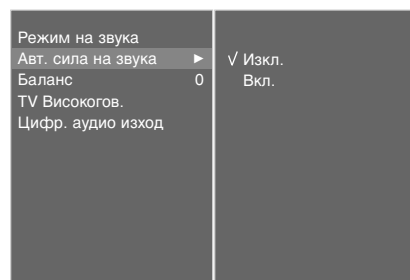 Режим на звука
Авт. сила на звука ►
√ Изкл.
Баланс 0
Вкл.
TV Високогов.
Цифр. аудио изход